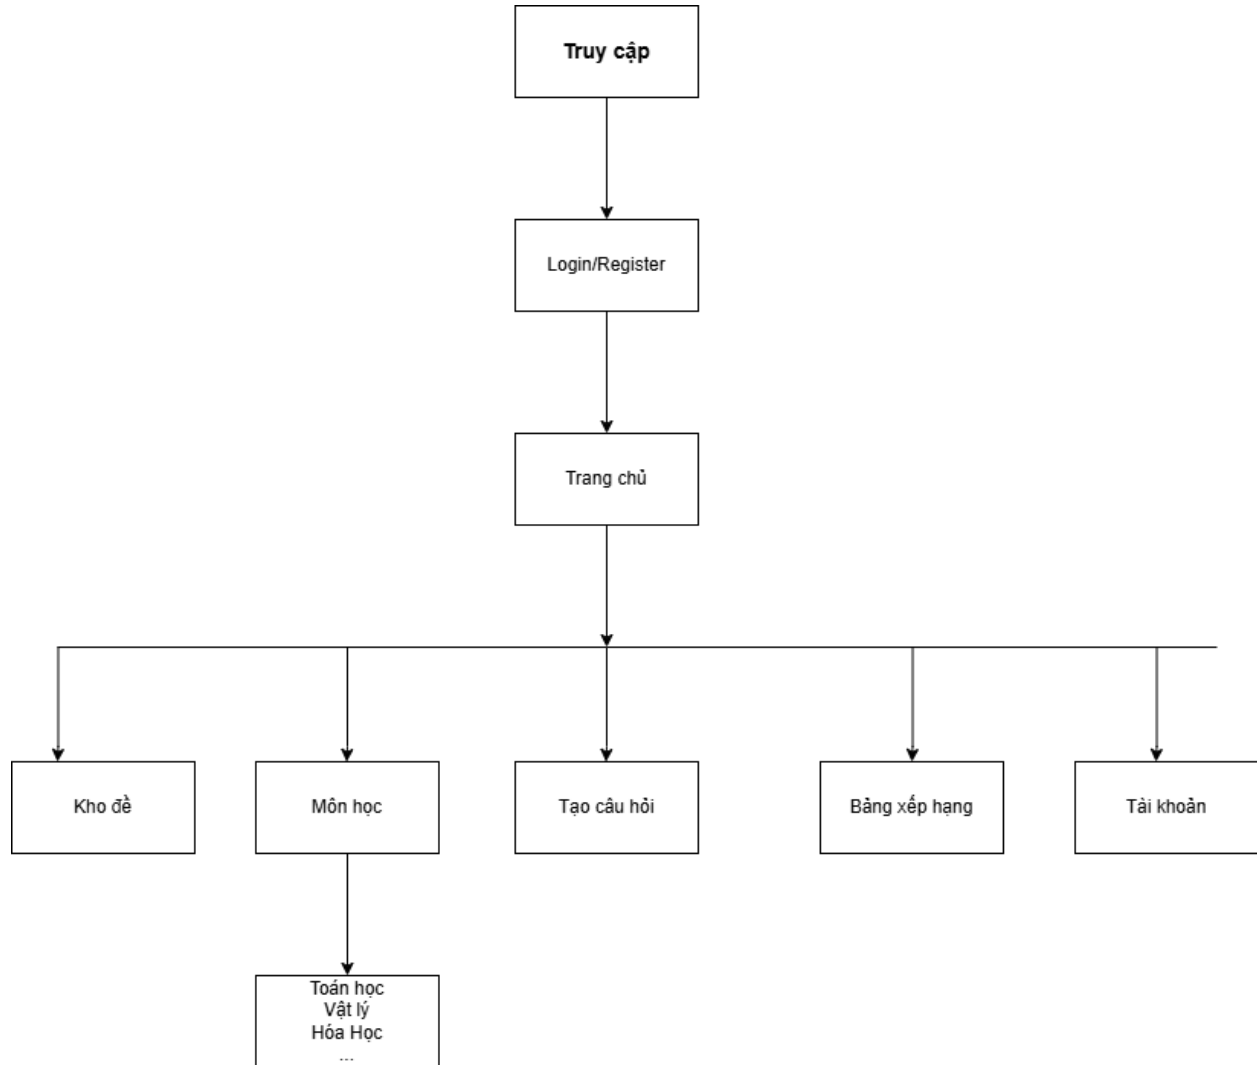 Truy cập
Login/Register
Trang chủ
Kho đề
Môn học
Tạo câu hỏi
Bảng xếp hạng
Tài khoản
Toán học
Vật lý
Hóa Học
...